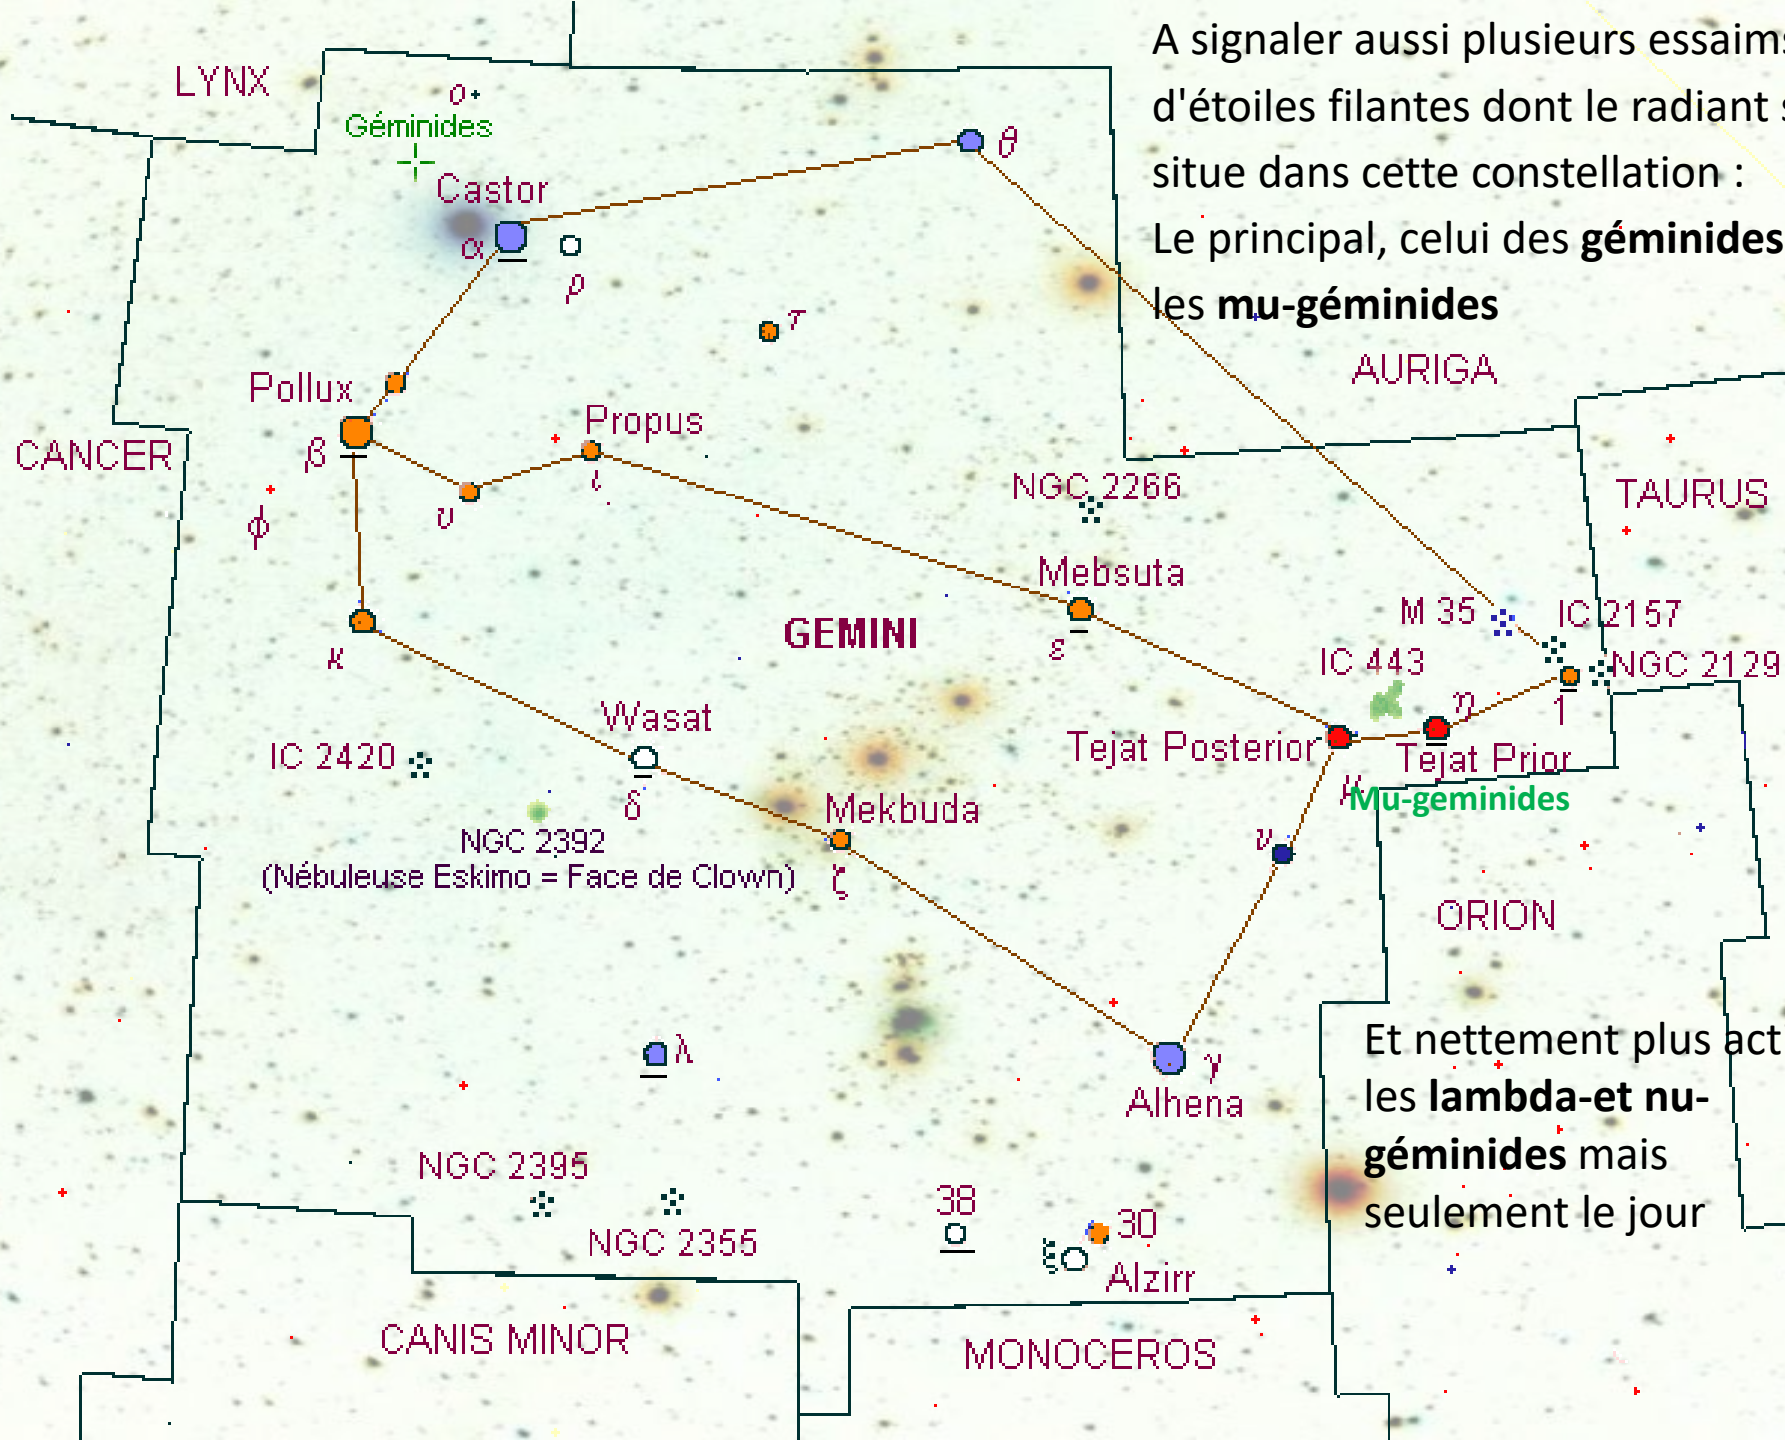 A signaler aussi plusieurs essaims
d'étoiles filantes dont le radiant
situe dans cette constellation :
Le principal, celui des géminides
les mu-géminides
LYNX
ο
Géminides
Castor
α
ρ
θ
τ
AURIGA
Pollux
β
CANCER
Propus
ι
υ
φ
NGC 2266
TAURUS
Mebsuta
ε
M 35
IC 2157
κ
GEMINI
IC 443
NGC 2129
η
1
Wasat
δ
IC 2420
Tejat Posterior
Tejat Prior
μ
Mu-geminides
Mekbuda
ζ
ν
NGC 2392
(Nébuleuse Eskimo = Face de Clown)
ORION
λ
γ
Alhena
Et nettement plus
les lambda-et nu-
géminides mais
seulement le jour
NGC 2395
NGC 2355
38
30
ξ
Alzirr
CANIS MINOR
MONOCEROS